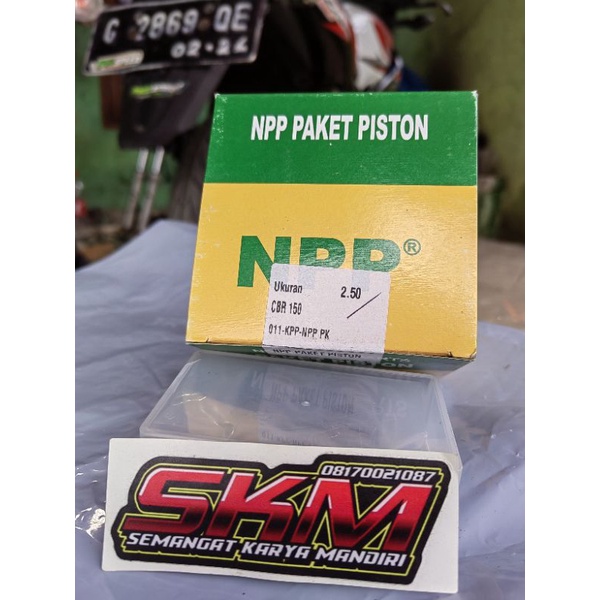 G 2869 QE
02·22
NPP PAKET PISTON
NPP®
Ukuran 2.50
CBR 150
011-KPP-NPP PK
NPP PAKET PISTON
08170021087
SKM
SEMANGAT KARYA MANDIRI